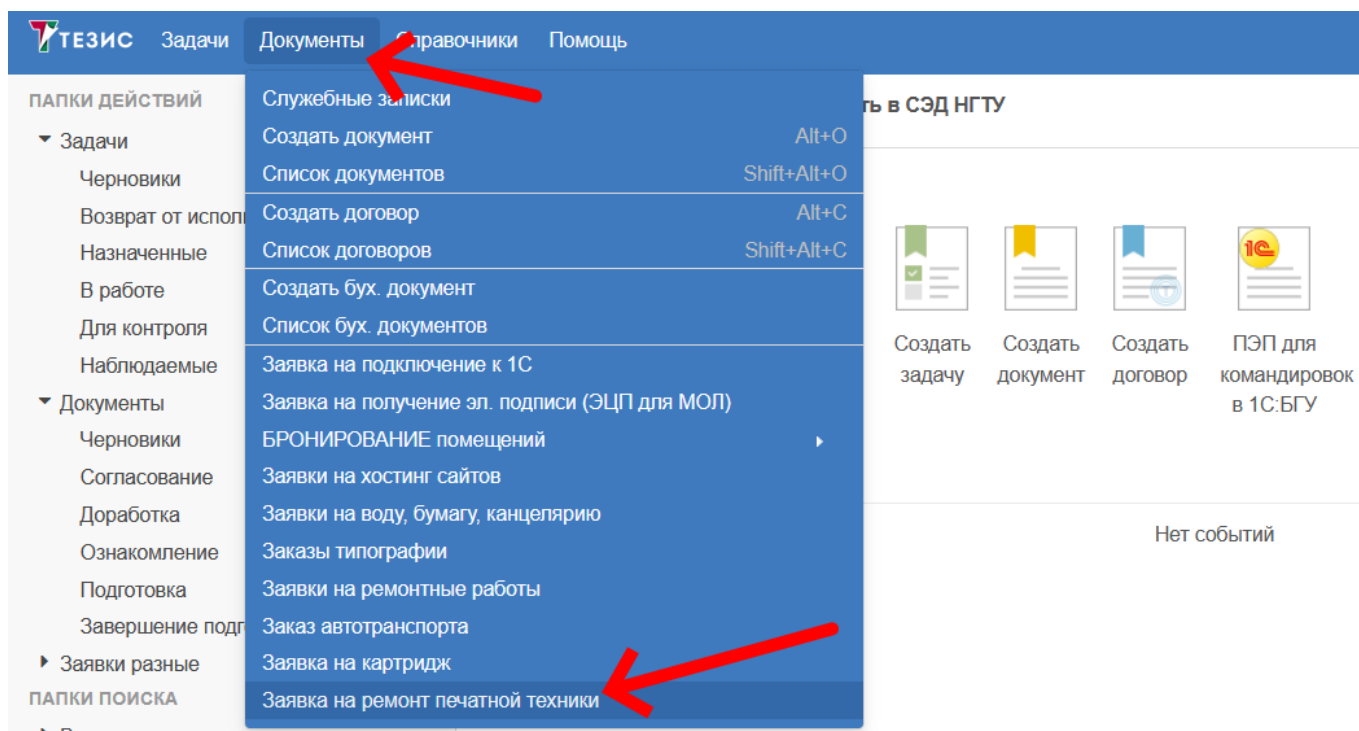 ТЕЗИС Задачи Документы Справочники Помощь
ПАПКИ ДЕЙСТВИЙ
Задачи
Черновики
Возврат от
Назначенные
В работе
Для контроля
Наблюдаемые
Документы
Черновики
Согласование
Доработка
Ознакомление
Подготовка
Завершение
Заявки разные
ПАПКИ ПОИСКА
Служебные записки
Создать документ Alt+O
Список документов Shift+Alt+O
Создать договор Alt+C
Список договоров Shift+Alt+C
Создать бух. документ
Список бух. документов
Заявка на подключение к 1С
Заявка на получение эл. подписи (ЭЦП для МОЛ)
БРОНИРОВАНИЕ помещений
Заявки на хостинг сайтов
Заявки на воду, бумагу, канцелярию
Заказы типографии
Заявки на ремонтные работы
Заказ автотранспорта
Заявка на картридж
Заявка на ремонт печатной техники
в СЭД НГТУ
1С
Создать задачу
Создать документ
Создать договор
ПЭП для командировок в 1С:БГУ
Нет событий